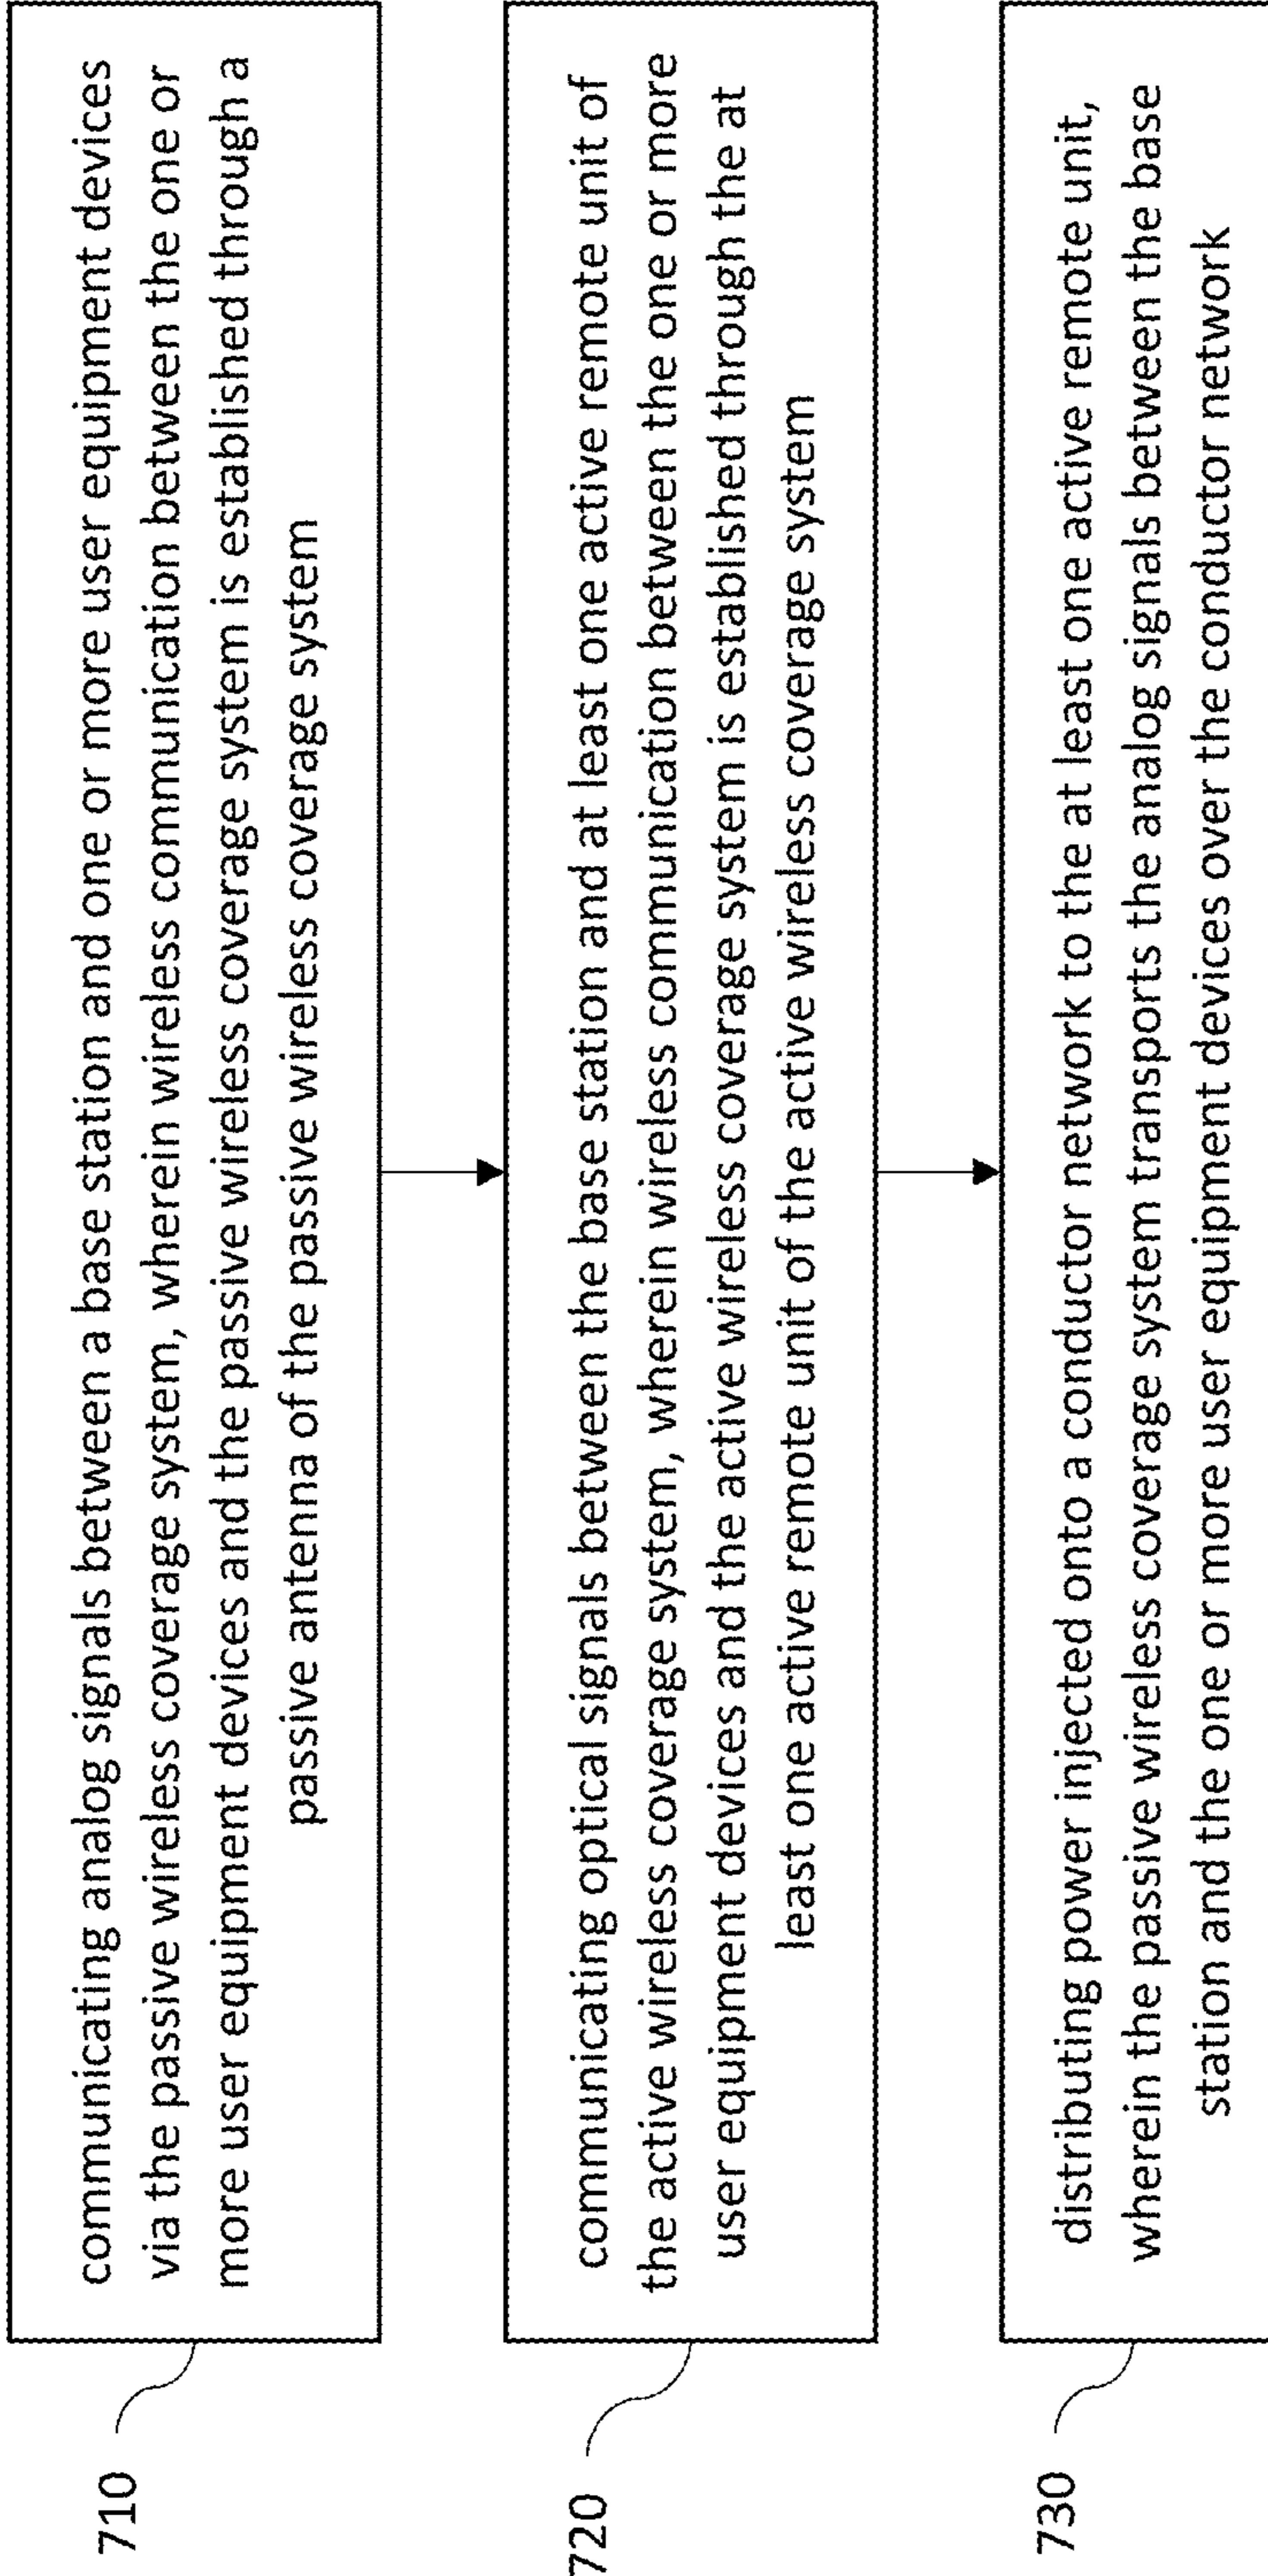 710
communicating analog signals between a base station and one or more user equipment devices
via the passive wireless coverage system, wherein wireless communication between the one or
more user equipment devices and the passive wireless coverage system is established through a
passive antenna of the passive wireless coverage system
720
communicating optical signals between the base station and at least one active remote unit of
the active wireless coverage system, wherein wireless communication between the one or more
user equipment devices and the active wireless coverage system is established through the at
least one active remote unit of the active wireless coverage system
730
distributing power injected onto a conductor network to the at least one active remote unit,
wherein the passive wireless coverage system transports the analog signals between the base
station and the one or more user equipment devices over the conductor network